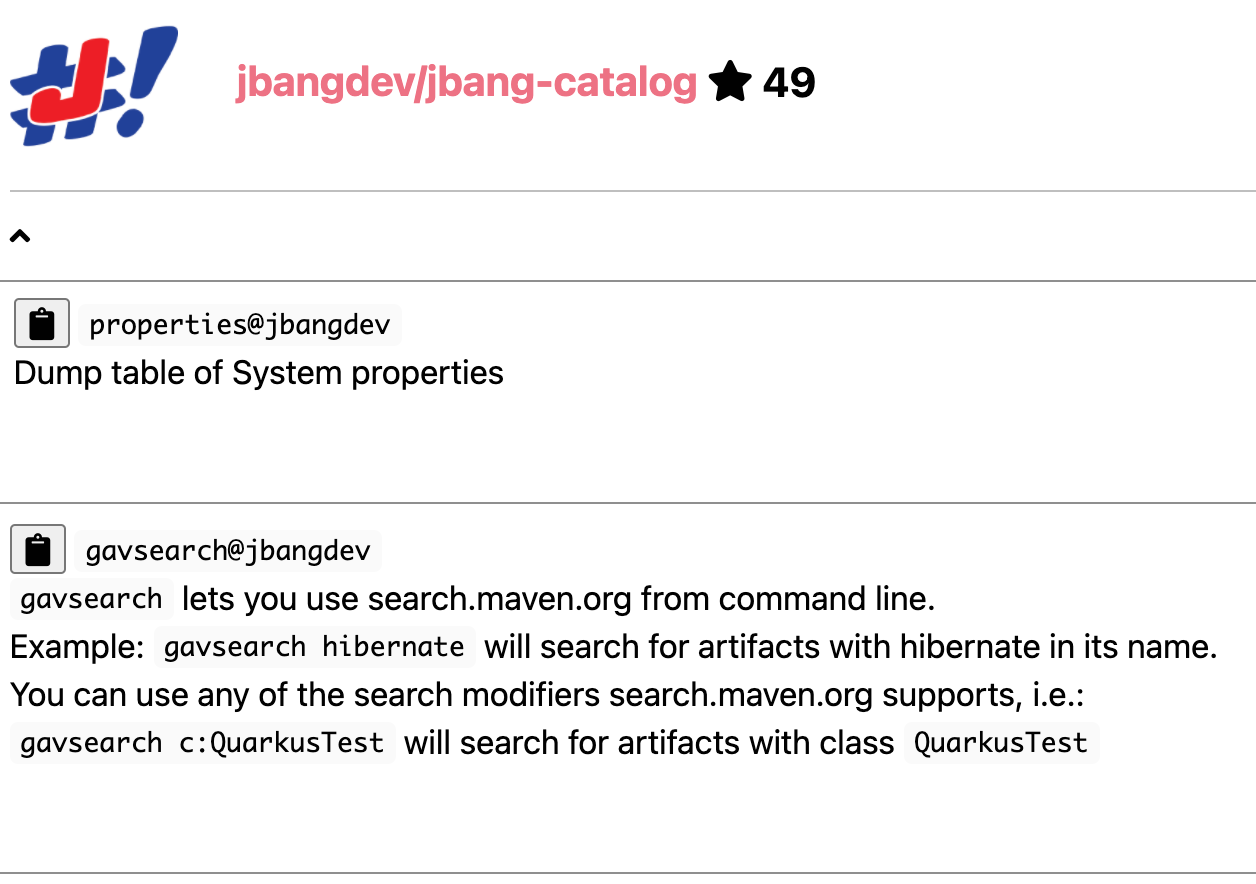 jbangdev/jbang-catalog ★ 49
properties@jbangdev
Dump table of System properties
gavsearch@jbangdev
gavsearch lets you use search.maven.org from command line.
Example: gavsearch hibernate will search for artifacts with hibernate in its name.
You can use any of the search modifiers search.maven.org supports, i.e.:
gavsearch c:QuarkusTest will search for artifacts with class QuarkusTest